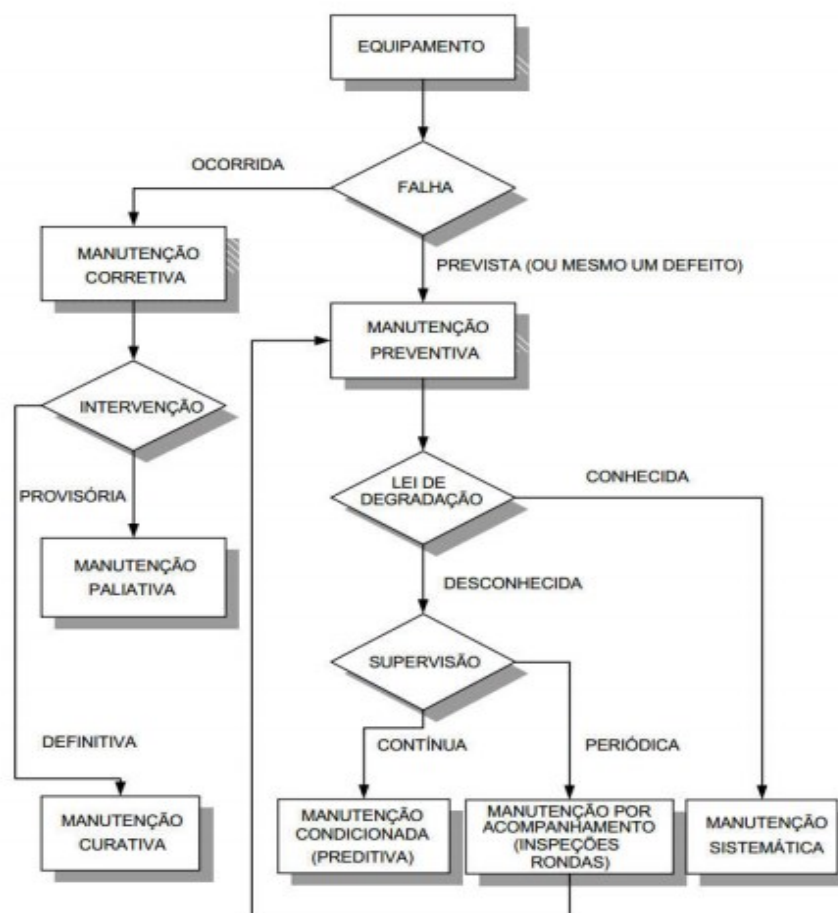 EQUIPAMENTO
OCORRIDA
FALHA
MANUTENÇÃO
CORRETIVA
PREVISTA (OU MESMO UM DEFEITO)
MANUTENÇÃO
PREVENTIVA
INTERVENÇÃO
LEI DE
DEGRADAÇÃO
CONHECIDA
PROVISÓRIA
MANUTENÇÃO
PALIATIVA
DESCONHECIDA
SUPERVISÃO
DEFINITIVA
CONTÍNUA
PERIÓDICA
MANUTENÇÃO
CURATIVA
MANUTENÇÃO
CONDICIONADA
(PREDITIVA)
MANUTENÇÃO POR
ACOMPANHAMENTO
(INSPEÇÕES
RONDAS)
MANUTENÇÃO
SISTEMÁTICA